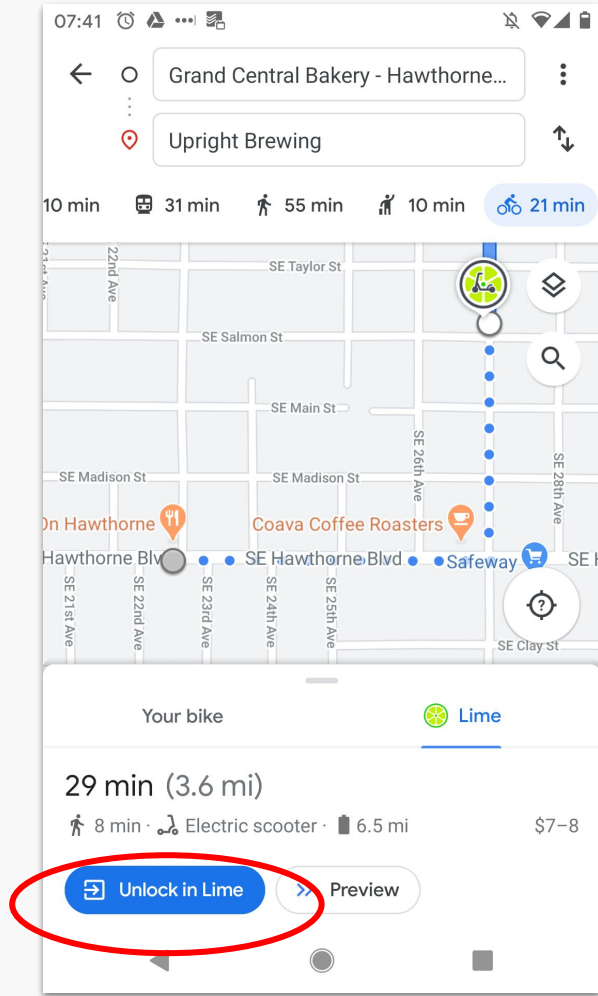 07:41
Grand Central Bakery - Hawthorne...
Upright Brewing
10 min 31 min 55 min 10 min 21 min
22nd Ave
SE Taylor St
SE Salmon St
SE Main St
SE 26th Ave
SE 28th Ave
SE Madison St
SE Madison St
On Hawthorne
Coava Coffee Roasters
Hawthorne Blv
SE Hawthorne Blvd
Safeway
SE
SE 21st Ave
SE 22nd Ave
SE 23rd Ave
SE 24th Ave
SE 25th Ave
?
SE Clay St
Your bike
Lime
29 min (3.6 mi)
8 min · Electric scooter · 6.5 mi $7–8
Unlock in Lime
Preview